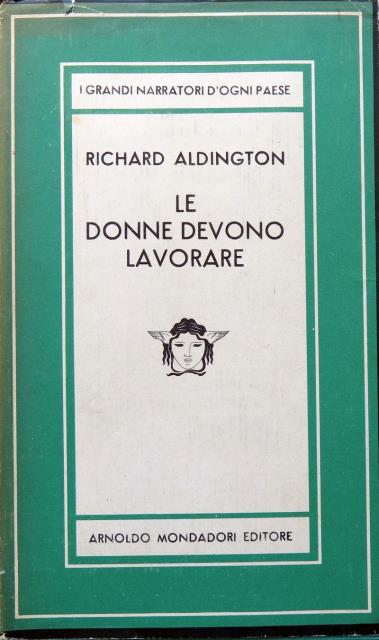 I GRANDI NARRATORI D'OGNI PAESE
RICHARD ALDINGTON
LE
DONNE DEVONO
LAVORARE
ARNOLDO MONDADORI EDITORE